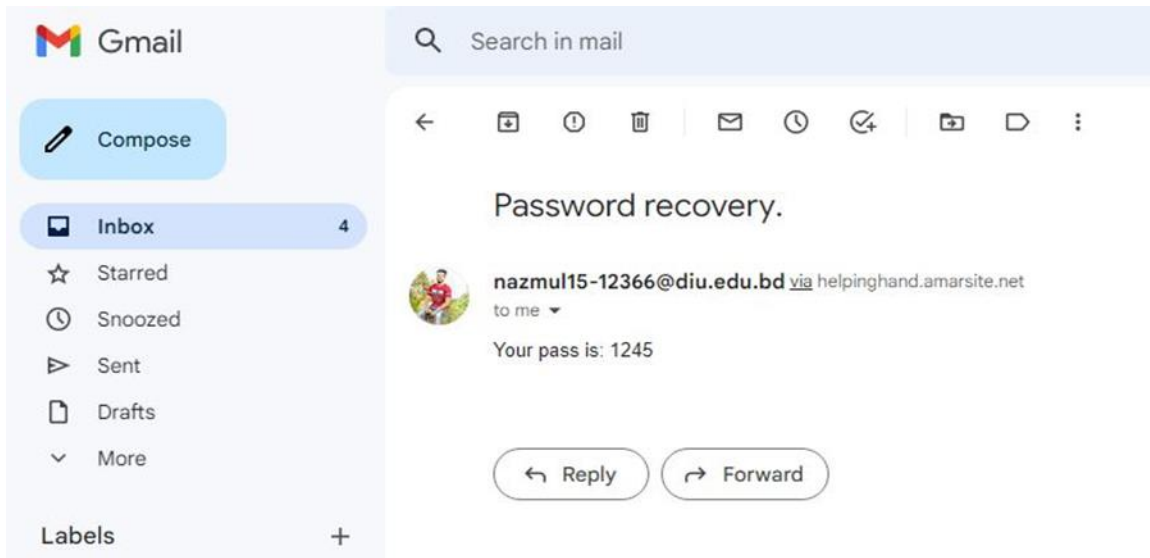 Gmail
Search in mail
Compose
Inbox 4
Starred
Snoozed
Sent
Drafts
More
Labels +
Password recovery.
nazmul15-12366@diu.edu.bd via helpinghand.amarsite.net
to me
Your pass is: 1245
Reply Forward